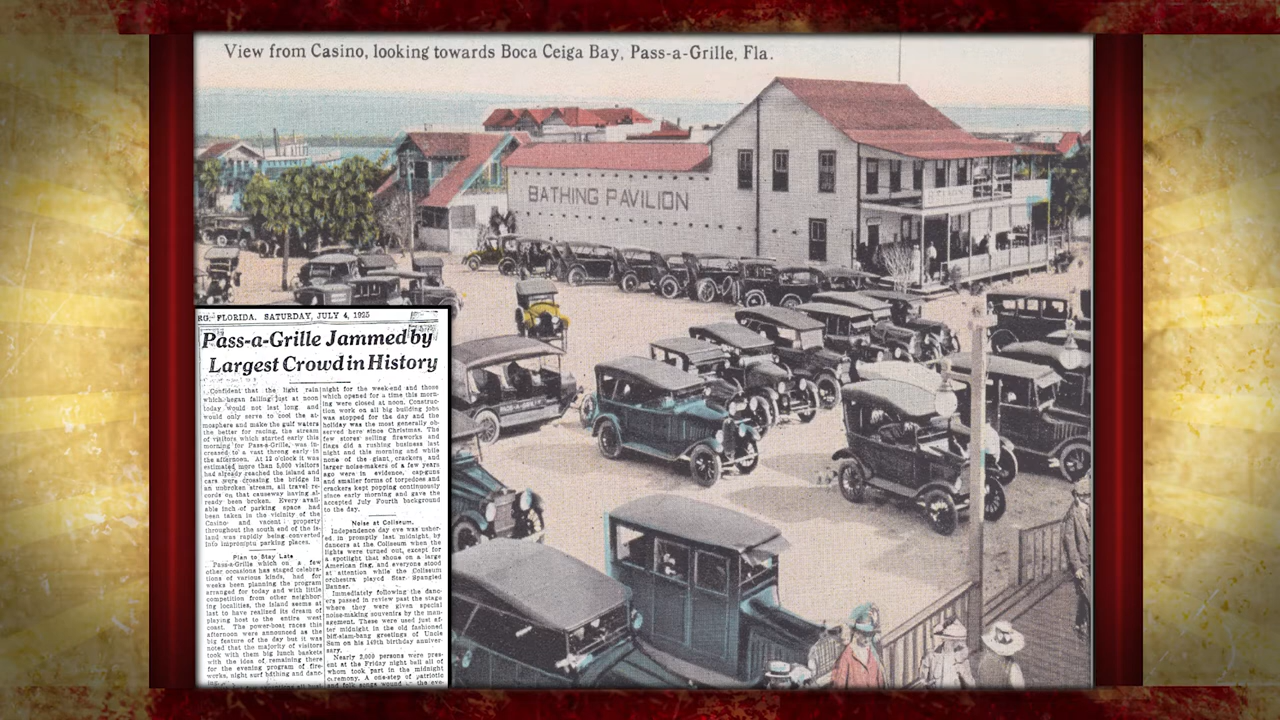 View from Casino, looking towards Boca Ceiga Bay, Pass-a-Grille, Fla.
BATHING PAVILION
RG, FLORIDA. SATURDAY, JULY 4, 1925
Pass-a-Grille Jammed by
Largest Crowd in History
Confident that the light rain
which began falling just at noon
today would not last long, and
would only serve to cool the at-
mosphere and make the gulf waters
the better for racing, the stream
of visitors which started early this
morning for Pass-a-Grille, was in-
creased to a vast throng early in
the afternoon. At 12 o'clock it was
estimated more than 5,000 visitors
had already reached the island and
cars were crossing the bridge in
an unbroken stream, all travel re-
cords on that causeway having al-
ready been broken. Every avail-
able inch of parking space had
been taken in the vicinity of the
Casino and vacant property
throughout the south end of the is-
land was rapidly being converted
into impromptu parking places.
Plan to Stay Late
Pass-a-Grille which on a few
other occasions has staged celebra-
tions of various kinds, had for
weeks been planning the program
arranged for today and with little
competition from other neighbor-
ing localities, the island seems at
last to have realized its dream of
playing host to the entire west
coast. The power-boat races this
afternoon were announced as the
big feature of the day but it was
noted that the majority of visitors
took with them big lunch baskets
with the idea of remaining there
for the evening program of fire-
works, night surf bathing and danc-
night for the week-end and those
which opened for a time this morn-
ing were closed at noon. Construc-
tion work on all big building jobs
was stopped for the day and the
holiday was the most generally ob-
served here since Christmas. The
few stores selling fireworks and
flags did a rushing business last
night and this morning and while
none of the giant crackers and
larger noise-makers of a few years
ago were in evidence, cap-guns
and smaller forms of torpedoes and
crackers kept popping continuously
since early morning and gave the
accepted July Fourth background
to the day.
Noise at Coliseum.
Independence day eve was usher-
ed in promptly last midnight, by
dancers at the Coliseum when the
lights were turned out, except for
a spotlight that shone on a large
American flag, and everyone stood
at attention while the Coliseum
orchestra played Star Spangled
Banner.
Immediately following the danc-
ers passed in review past the stage
where they were given special
noise-making souvenirs by the man-
agement. These were used just af-
ter midnight in the old fashioned
biff-slam-bang greetings of Uncle
Sam on his 149th birthday anniver-
sary.
Nearly 2,000 persons were pres-
ent at the Friday night ball all of
whom took part in the midnight
ceremony. A one-step of patriotic
and folk songs wound the eve-